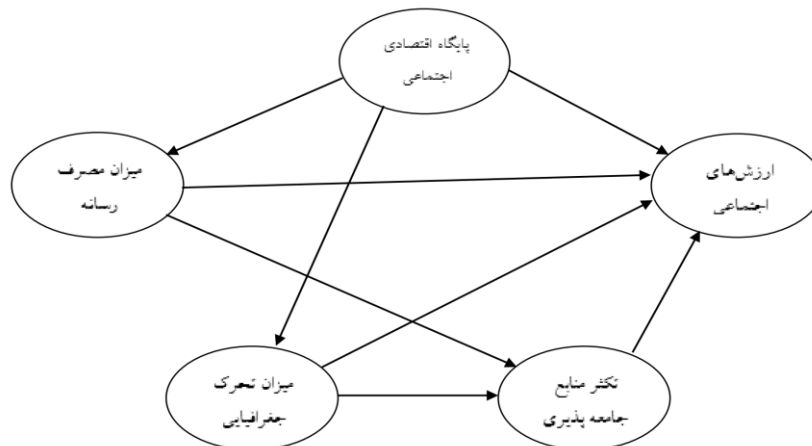 پایگاه اقتصادی
اجتماعی
ارزش‌های
اجتماعی
میزان مصرف
رسانه
تکثر منابع
جامعه پذیری
میزان تحرک
جغرافیایی